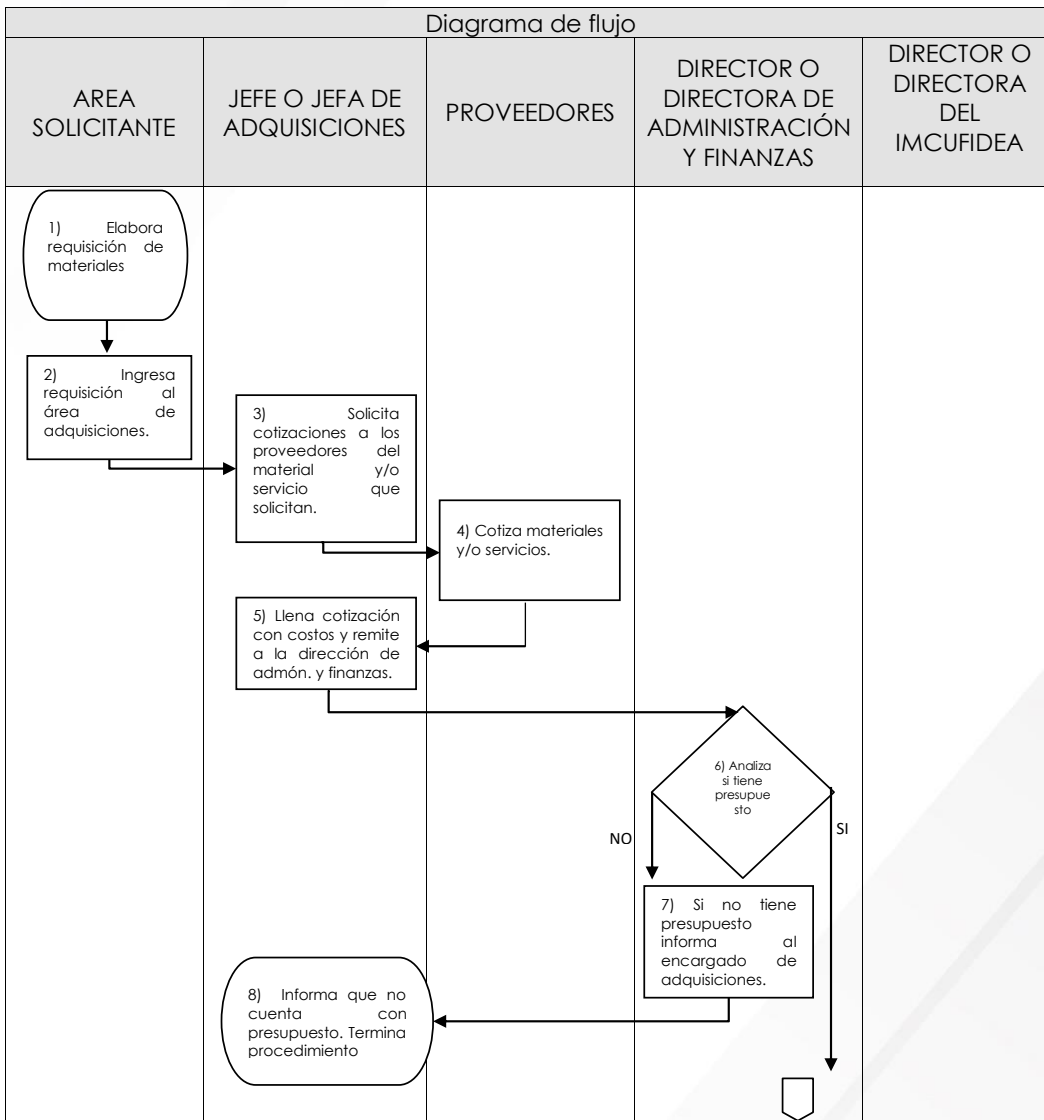 Diagrama de flujo
AREA
SOLICITANTE
JEFE O JEFA DE
ADQUISICIONES
PROVEEDORES
DIRECTOR O
DIRECTORA DE
ADMINISTRACIÓN
Y FINANZAS
DIRECTOR O
DIRECTORA
DEL
IMCUFIDEA
1) Elabora
requisición de
materiales
2) Ingresa
requisición al
área de
adquisiciones.
3) Solicita
cotizaciones a los
proveedores del
material y/o
servicio que
solicitan.
4) Cotiza materiales
y/o servicios.
5) Llena cotización
con costos y remite
a la dirección de
admón. y finanzas.
6) Analiza
si tiene
presupue
sto
NO
SI
7) Si no tiene
presupuesto
informa al
encargado de
adquisiciones.
8) Informa que no
cuenta con
presupuesto. Termina
procedimiento